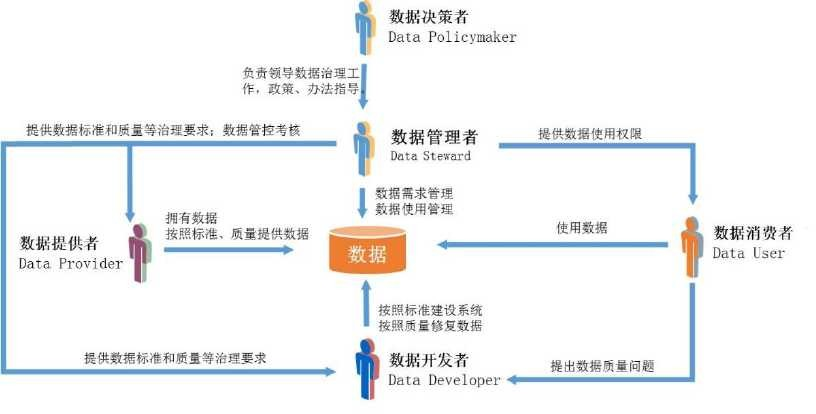 数据决策者
Data Policymaker
负责领导数据治理工
作，政策、办法指导。
提供数据标准和质量等治理要求；数据管控考核
数据管理者
Data Steward
提供数据使用权限
数据需求管理
数据使用管理
拥有数据
按照标准、质量提供数据
数据提供者
Data Provider
数据
使用数据
数据消费者
Data User
按照标准建设系统
按照质量修复数据
提供数据标准和质量等治理要求
数据开发者
Data Developer
提出数据质量问题